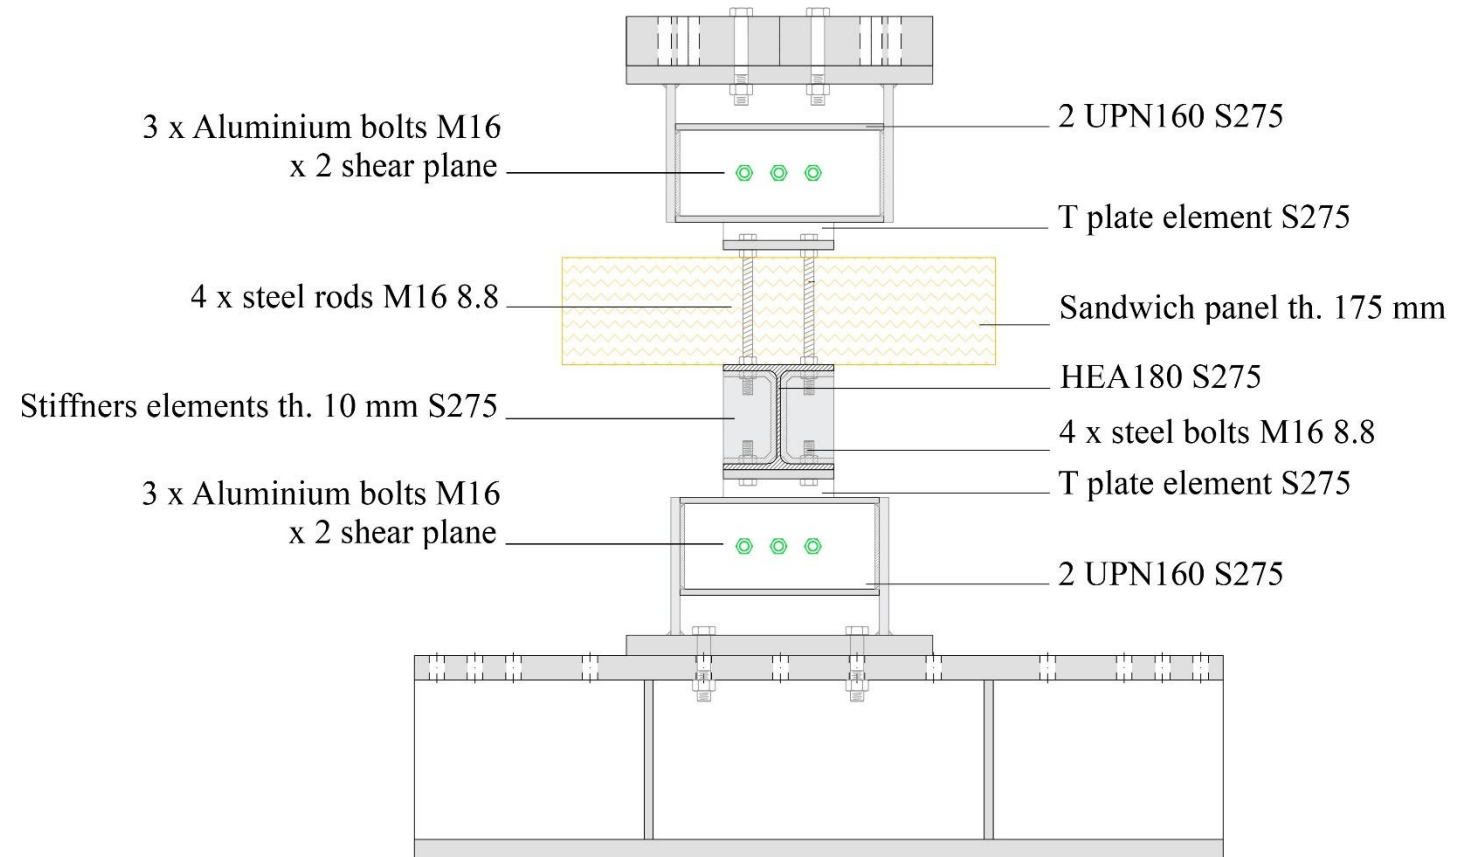 3 x Aluminium bolts M16
x 2 shear plane
4 x steel rods M16 8.8
Stiffners elements th. 10 mm S275
3 x Aluminium bolts M16
x 2 shear plane
2 UPN160 S275
T plate element S275
Sandwich panel th. 175 mm
HEA180 S275
4 x steel bolts M16 8.8
T plate element S275
2 UPN160 S275